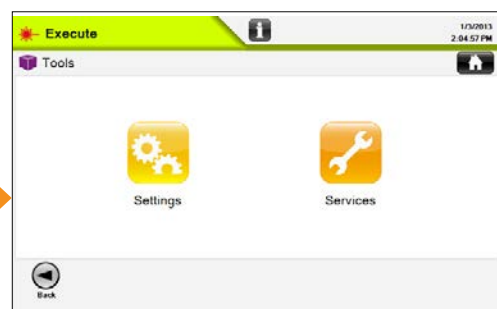 Execute
1/3/2013
2:04:57 PM
Tools
Settings
Services
Back